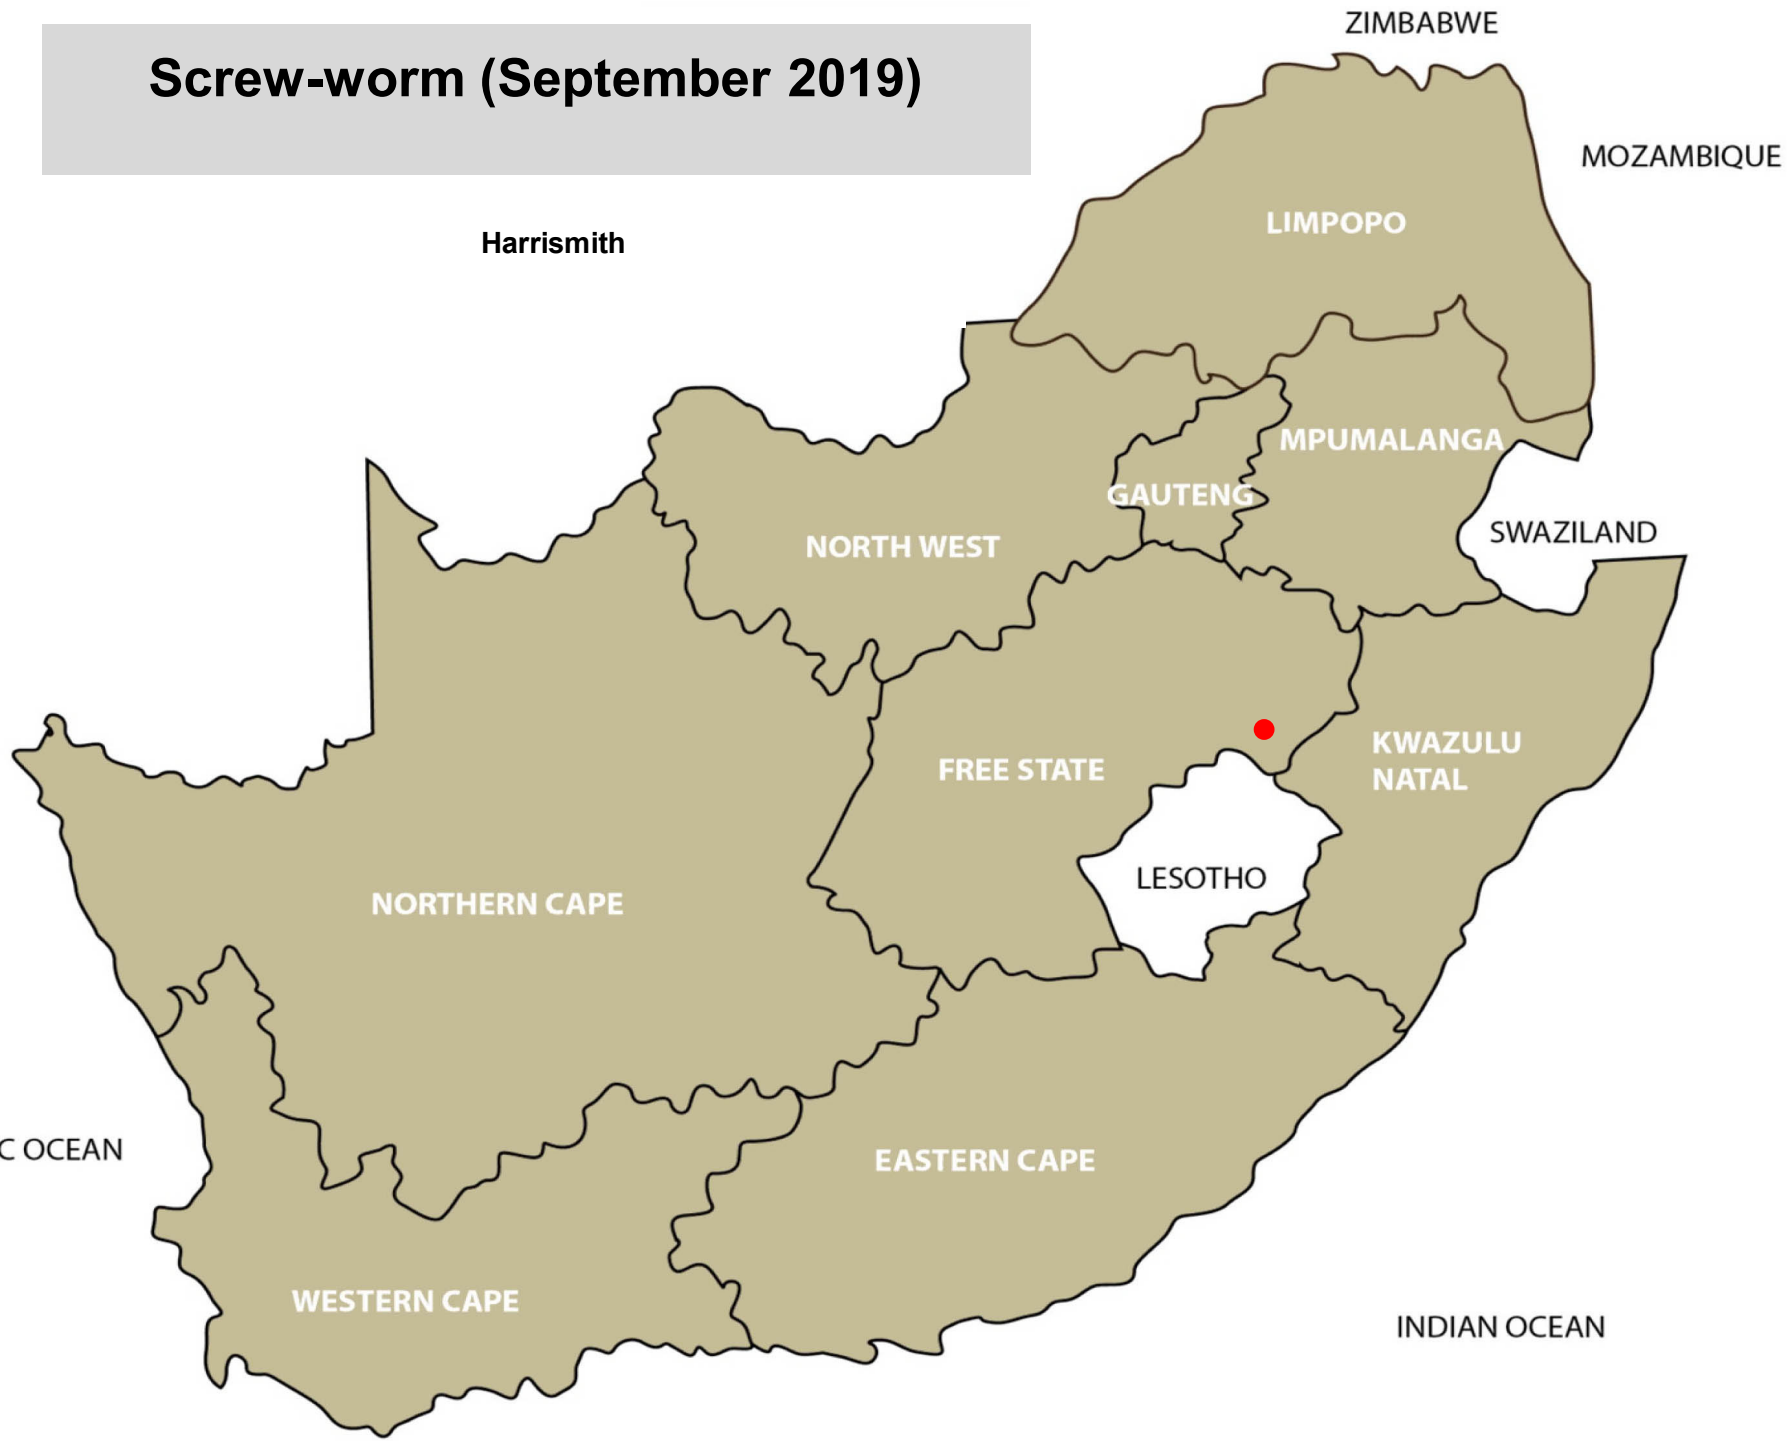 ZIMBABWE
Screw-worm (September 2019)
MOZAMBIQUE
LIMPOPO
Harrismith
MPUMALANGA
GAUTENG
SWAZILAND
NORTH WEST
KWAZULU
NATAL
FREE STATE
LESOTHO
NORTHERN CAPE
C OCEAN
EASTERN CAPE
WESTERN CAPE
INDIAN OCEAN